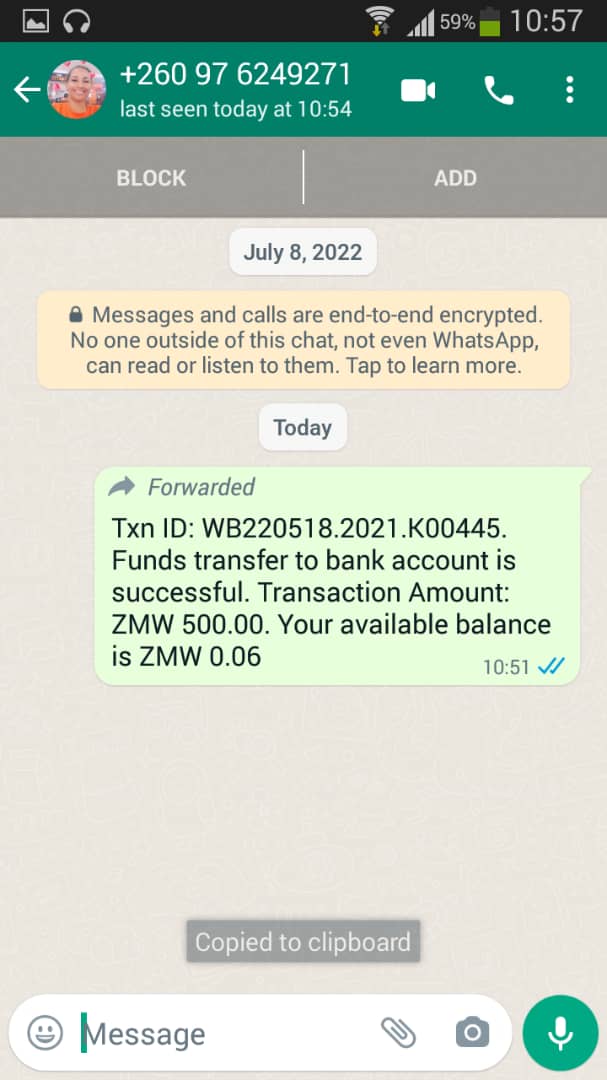 59% 10:57
+260 97 6249271
last seen today at 10:54
BLOCK ADD
July 8, 2022
Messages and calls are end-to-end encrypted.
No one outside of this chat, not even WhatsApp,
can read or listen to them. Tap to learn more.
Today
Forwarded
Txn ID: WB220518.2021.K00445.
Funds transfer to bank account is
successful. Transaction Amount:
ZMW 500.00. Your available balance
is ZMW 0.06
10:51
Copied to clipboard
Message